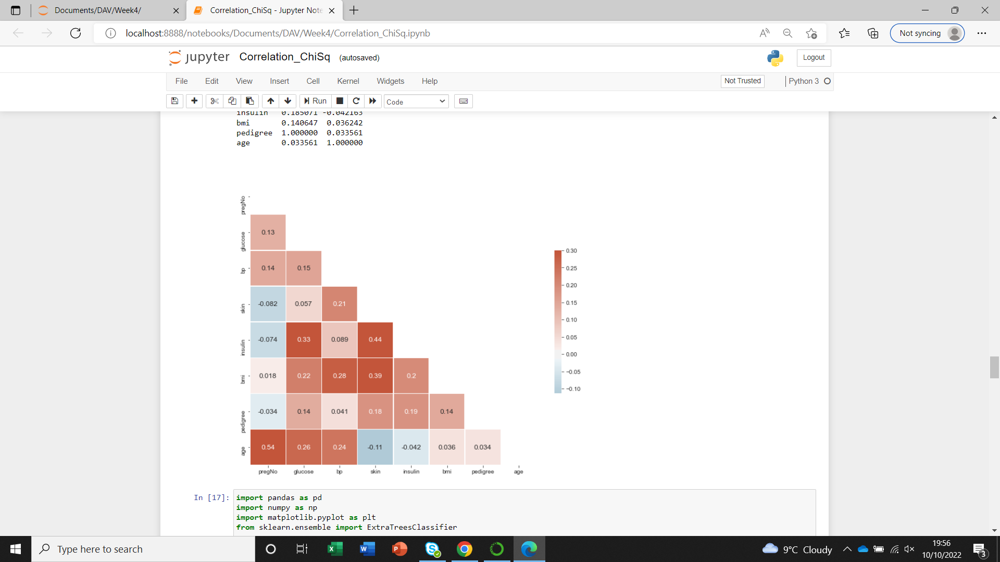 Documents/DAV/Week4/
Correlation_ChiSq - Jupyter Note
localhost:8888/notebooks/Documents/DAV/Week4/Correlation_ChiSq.ipynb
Not syncing
jupyter Correlation_ChiSq (autosaved)
Logout
File Edit View Insert Cell Kernel Widgets Help
Not Trusted
Python 3
Run
Code
insulin 0.185071 -0.042163
bmi 0.140647 0.036242
pedigree 1.000000 0.033561
age 0.033561 1.000000
pregNo
glucose 0.13
bp 0.14 0.15
skin -0.082 0.057 0.21
insulin -0.074 0.33 0.089 0.44
bmi 0.018 0.22 0.28 0.39 0.2
pedigree -0.034 0.14 0.041 0.18 0.19 0.14
age 0.54 0.26 0.24 -0.11 -0.042 0.036 0.034
pregNo glucose bp skin insulin bmi pedigree age
0.30
0.25
0.20
0.15
0.10
0.05
0.00
-0.05
-0.10
In [17]:
import pandas as pd
import numpy as np
import matplotlib.pyplot as plt
from sklearn.ensemble import ExtraTreesClassifier
Type here to search
9°C Cloudy
19:56
10/10/2022
3